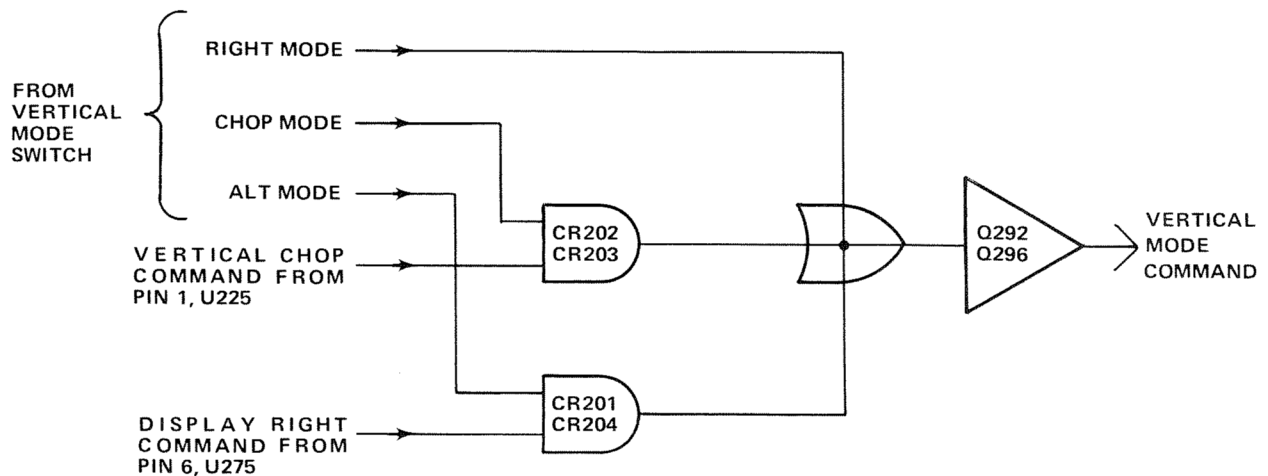 FROM
VERTICAL
MODE
SWITCH
RIGHT MODE
CHOP MODE
ALT MODE
VERTICAL CHOP
COMMAND FROM
PIN 1, U225
DISPLAY RIGHT
COMMAND FROM
PIN 6, U275
CR202
CR203
CR201
CR204
Q292
Q296
VERTICAL
MODE
COMMAND